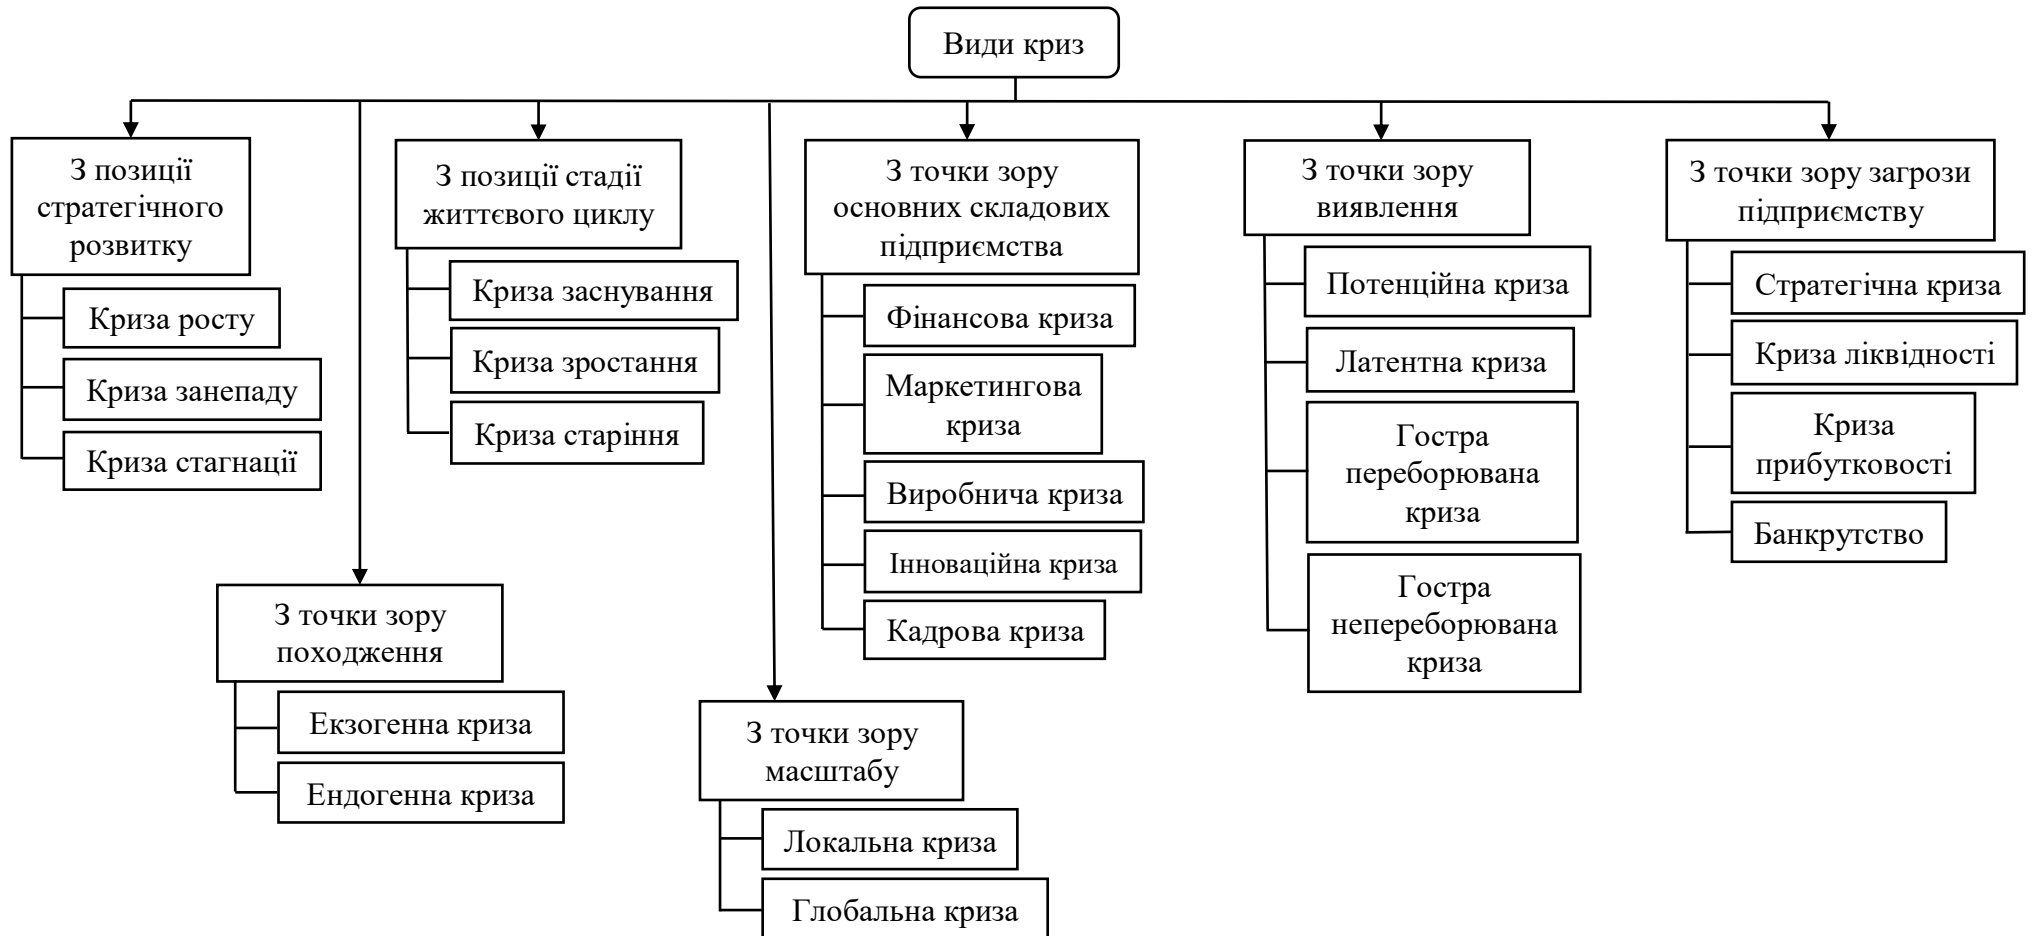 Види криз
З позиції
стратегічного
розвитку
Криза росту
Криза занепаду
Криза стагнації
З точки зору
походження
Екзогенна криза
Ендогенна криза
З позиції стадії
життєвого циклу
Криза заснування
Криза зростання
Криза старіння
З точки зору
масштабу
Локальна криза
Глобальна криза
З точки зору
основних складових
підприємства
Фінансова криза
Маркетингова
криза
Виробнича криза
Інноваційна криза
Кадрова криза
З точки зору
виявлення
Потенційна криза
Латентна криза
Гостра
переборювана
криза
Гостра
непереборювана
криза
З точки зору загрози
підприємству
Стратегічна криза
Криза ліквідності
Криза
прибутковості
Банкрутство